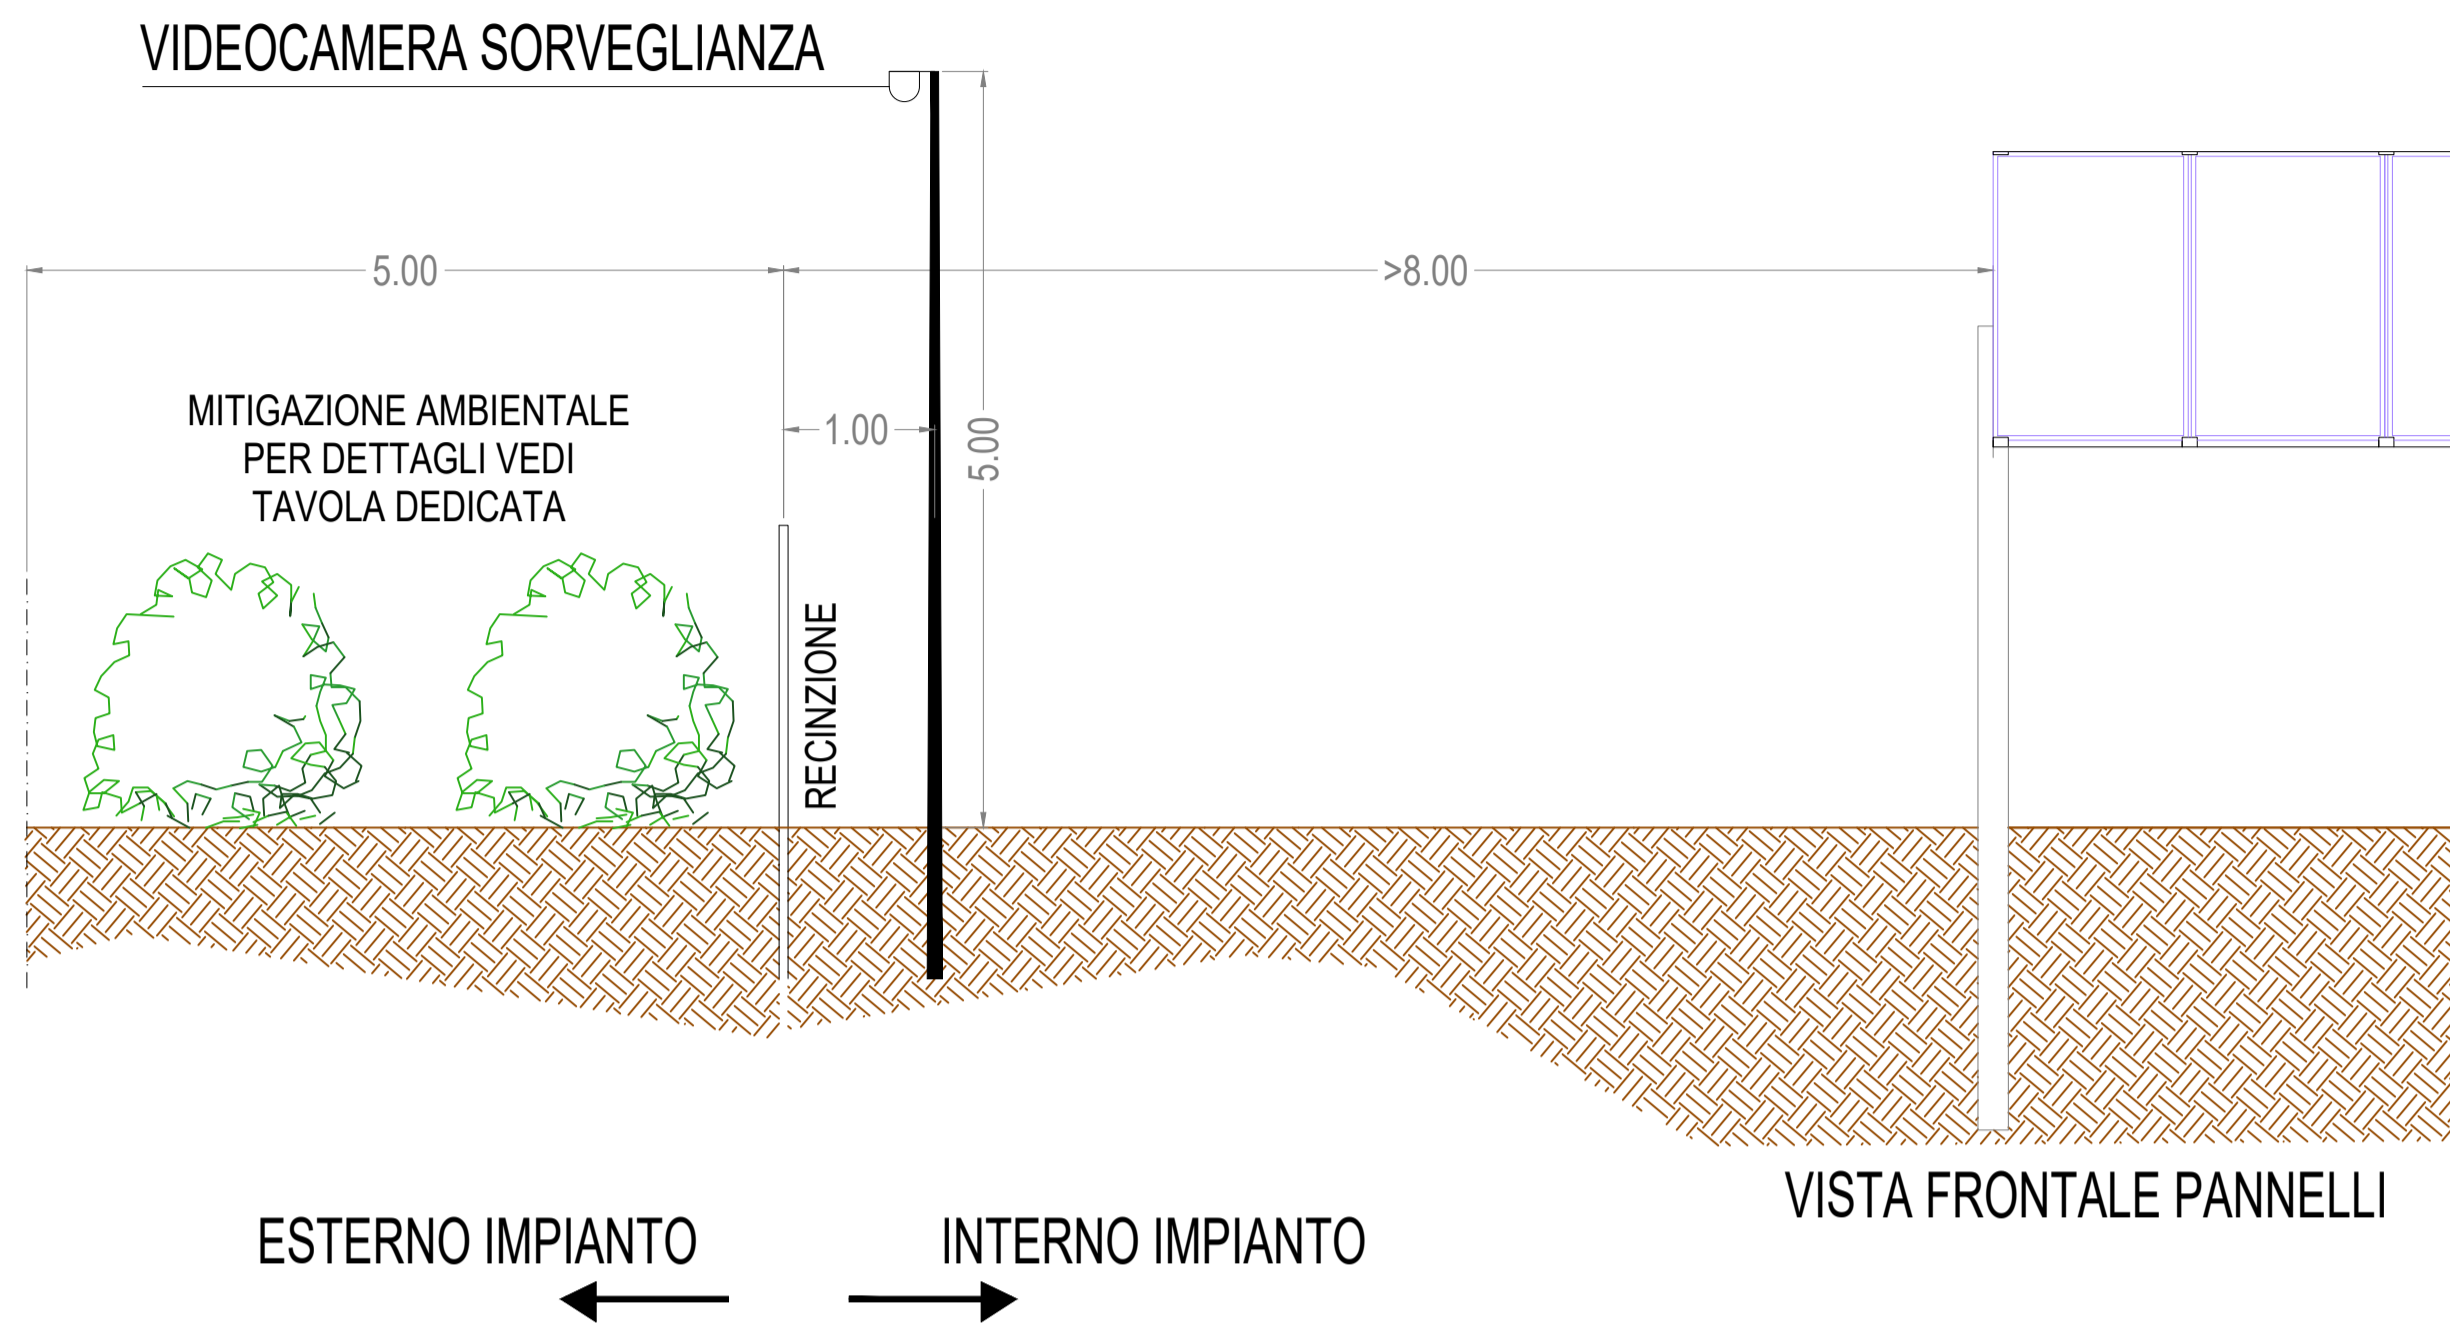 VIDEOCAMERA SORVEGLIANZA
5.00
>8.00
MITIGAZIONE AMBIENTALE
PER DETTAGLI VEDI
TAVOLA DEDICATA
1.00
5.00
RECINZIONE
VISTA FRONTALE PANNELLI
ESTERNO IMPIANTO
INTERNO IMPIANTO